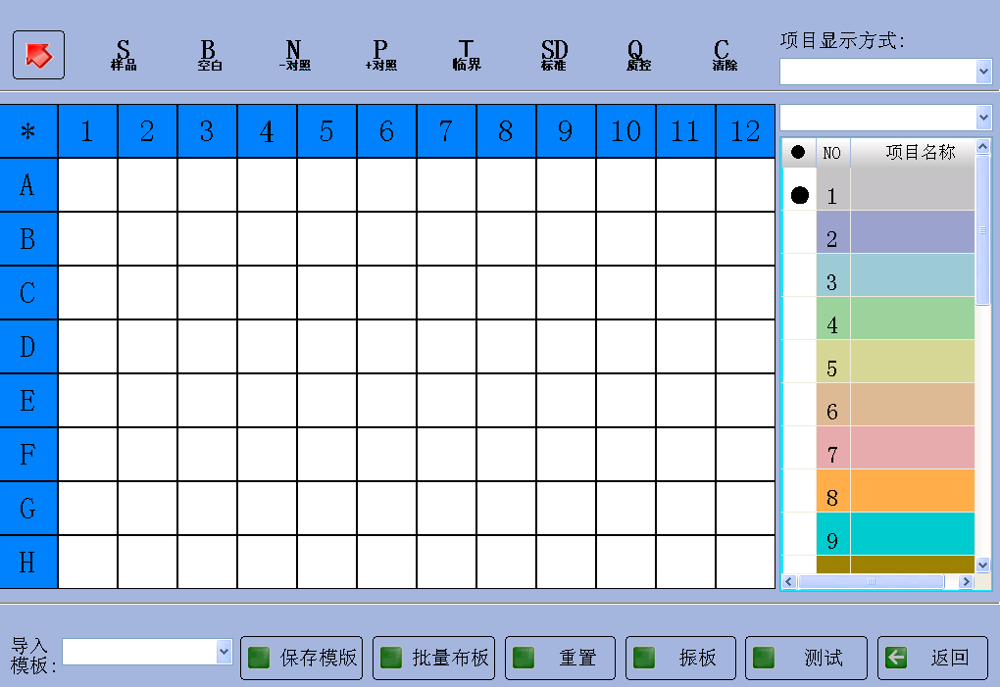 S B N P T SD Q C
样品 空白 -对照 +对照 临界 标准 质控 清除
项目显示方式:
* 1 2 3 4 5 6 7 8 9 10 11 12
A
B
C
D
E
F
G
H
NO 项目名称
1
2
3
4
5
6
7
8
9
导入
模板:
保存模版 批量布板 重置 振板 测试 返回